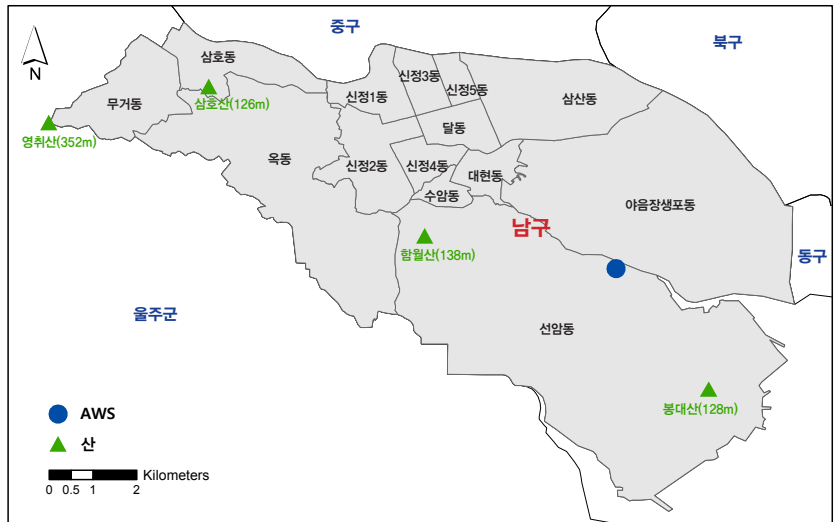 중구
북구
N
삼호동
신정3동
신정1동
신정5동
무거동
삼호산(126m)
삼산동
영취산(352m)
달동
옥동
신정2동
신정4동
대현동
수암동
야음장생포동
남구
함월산(138m)
동구
울주군
선암동
봉대산(128m)
AWS
산
Kilometers
0 0.5 1 2